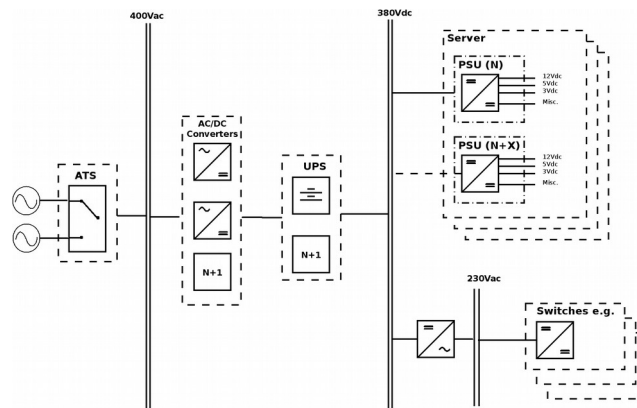 400Vac
380Vdc
Server
PSU (N)
12Vdc
5Vdc
3Vdc
Misc.
AC/DC
Converters
PSU (N+X)
12Vdc
5Vdc
3Vdc
Misc.
ATS
UPS
N+1
N+1
230Vac
Switches e.g.